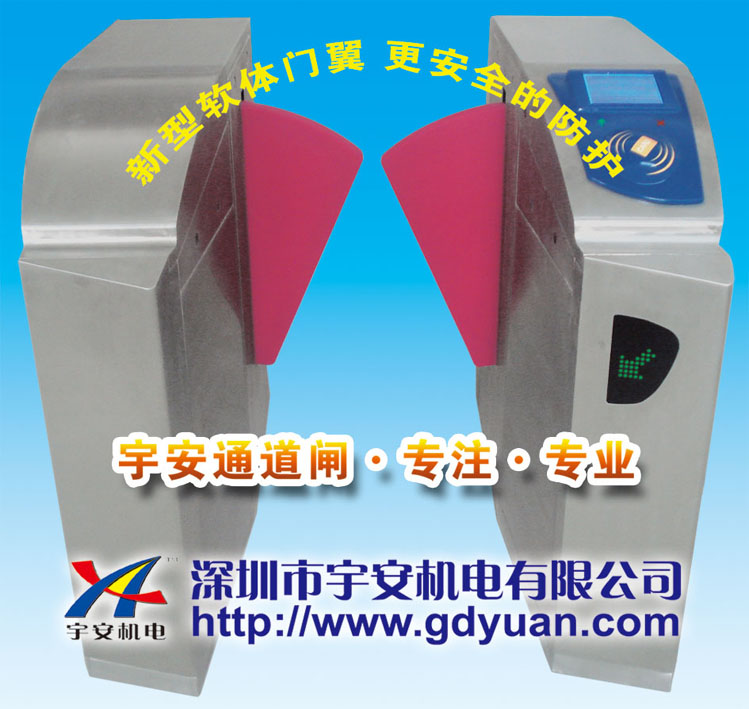 新型软体门翼 更安全的防护
宇安通道闸·专注·专业
TM
宇安机电
深圳市宇安机电有限公司
http://www.gdyuan.com